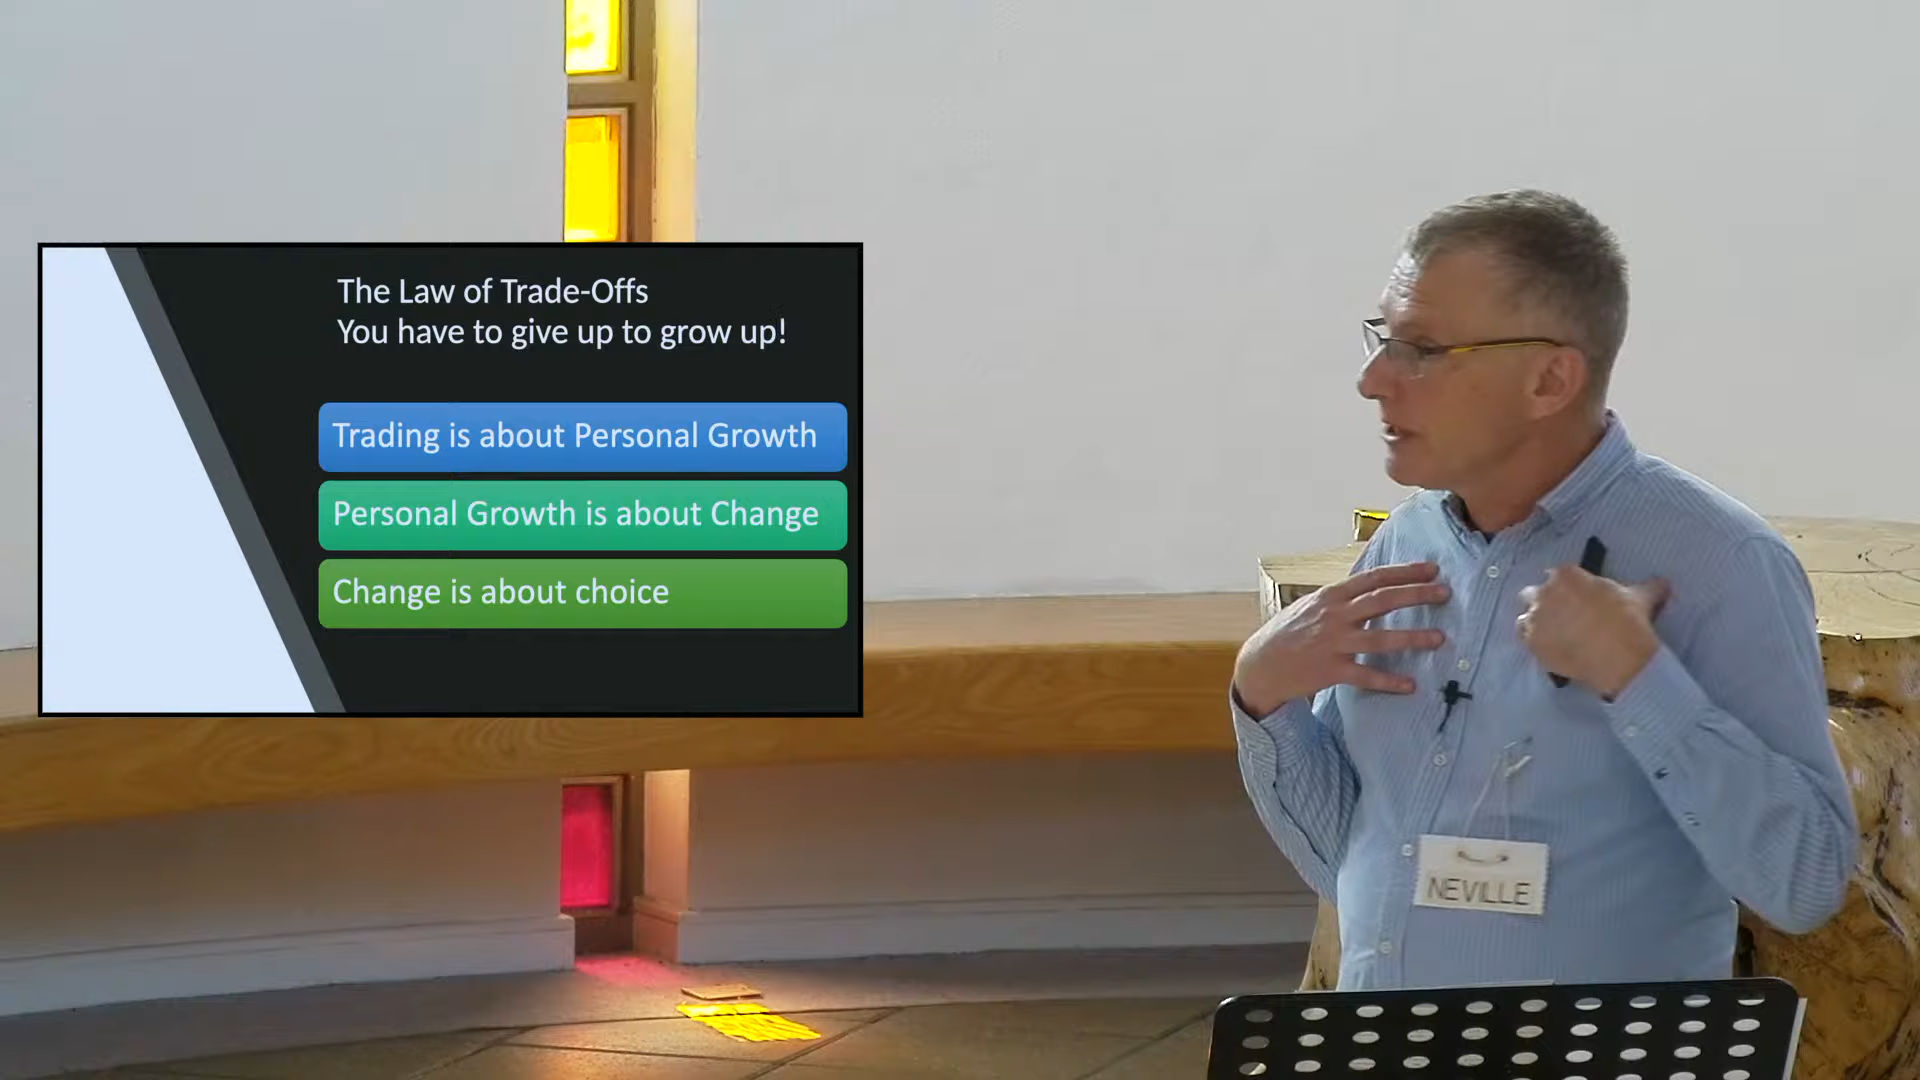 The Law of Trade-Offs
You have to give up to grow up!
Trading is about Personal Growth
Personal Growth is about Change
Change is about choice
NEVILLE